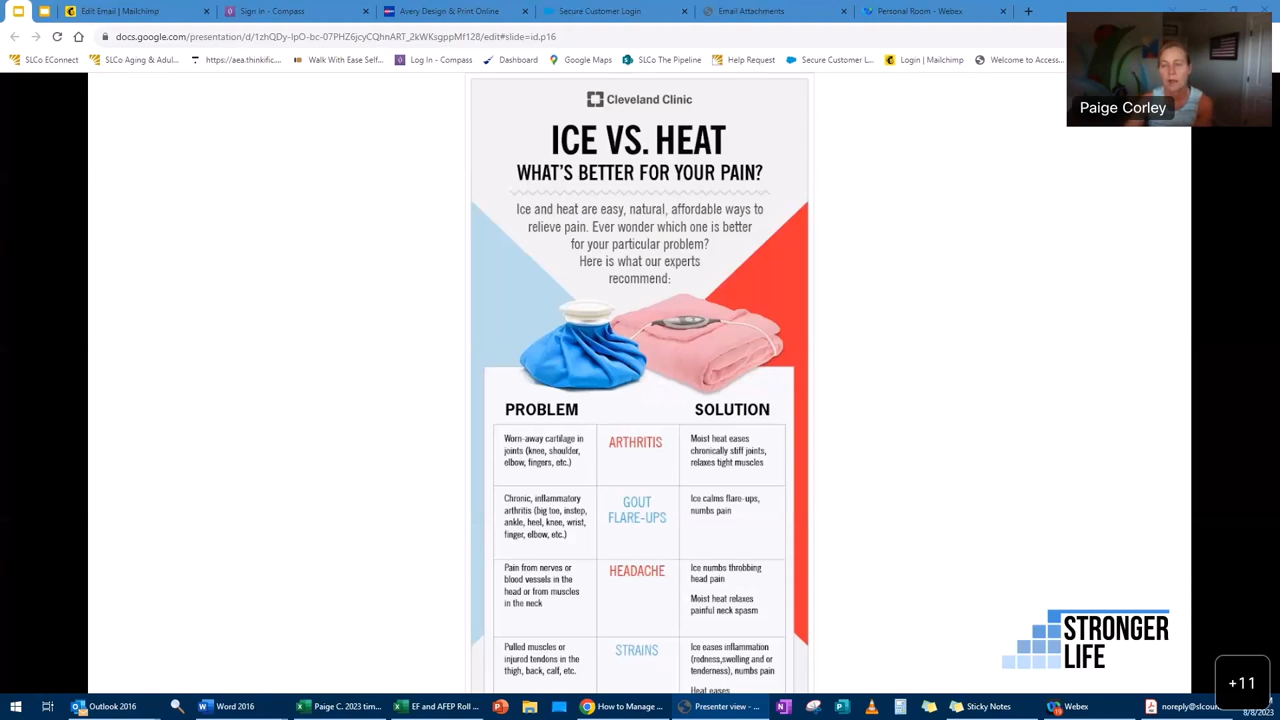 Edit Email | Mailchimp
Sign In - Compass
Avery Design & Print Online
Secure Customer Login
Email Attachments
Personal Room - Webex
docs.google.com/presentation/d/1zhQDy-IpO-bc-07PHZ6jcyCQhnART_2kWKsgppMf128/edit#slide=id.p16
SLCo EConnect
SLCo Aging & Adul...
https://aea.thinkific....
Walk With Ease Self...
Log In - Compass
Dashboard
Google Maps
SLCo The Pipeline
Help Request
Secure Customer L...
Login | Mailchimp
Welcome to Access...
Paige Corley
Cleveland Clinic
ICE VS. HEAT
WHAT'S BETTER FOR YOUR PAIN?
Ice and heat are easy, natural, affordable ways to
relieve pain. Ever wonder which one is better
for your particular problem?
Here is what our experts
recommend:
PROBLEM
SOLUTION
Worn-away cartilage in
joints (knee, shoulder,
elbow, fingers, etc.)
ARTHRITIS
Moist heat eases
chronically stiff joints,
relaxes tight muscles
Chronic, inflammatory
arthritis (big toe, instep,
ankle, heel, knee, wrist,
finger, elbow, etc.)
GOUT
FLARE-UPS
Ice calms flare-ups,
numbs pain
Pain from nerves or
blood vessels in the
head or from muscles
in the neck
HEADACHE
Ice numbs throbbing
head pain
Moist heat relaxes
painful neck spasm
Pulled muscles or
injured tendons in the
thigh, back, calf, etc.
STRAINS
Ice eases inflammation
(redness,swelling and or
tenderness), numbs pain
Heat eases
STRONGER
LIFE
+11
Outlook 2016
Word 2016
Paige C. 2023 tim...
EF and AFEP Roll ...
How to Manage ...
Presenter view - ...
Sticky Notes
Webex
noreply@slcoun
8/8/2023